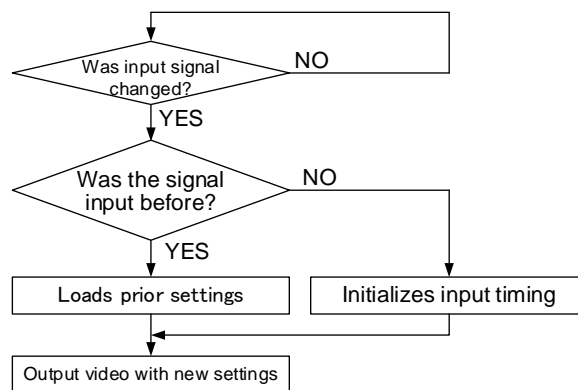 Was input signal
changed?
NO
YES
Was the signal
input before?
NO
YES
Loads prior settings
Initializes input timing
Output video with new settings